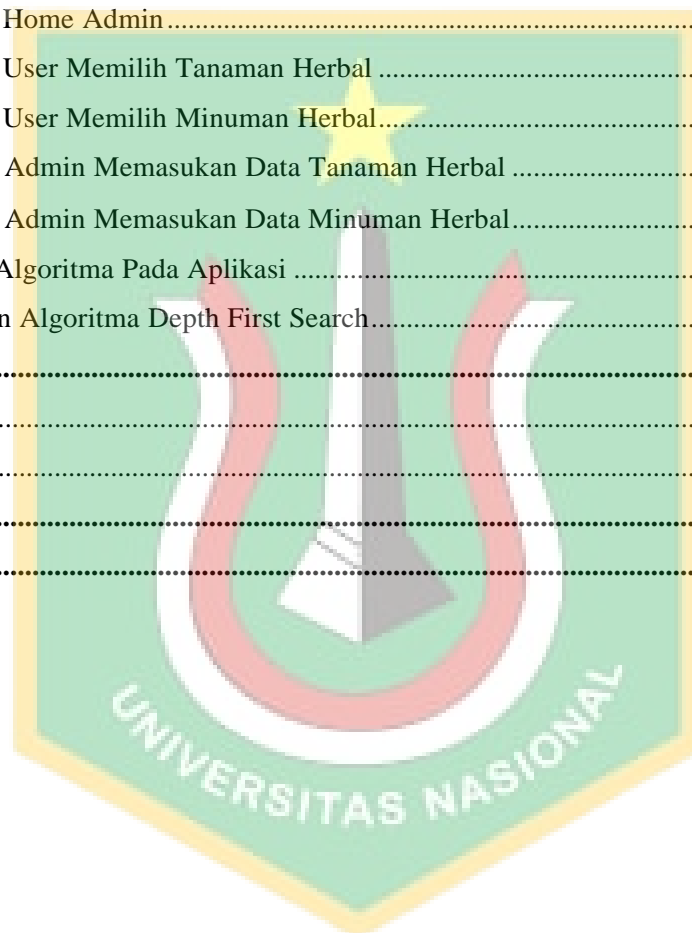 Home Admin....................................................................
User Memilih Tanaman Herbal ........................................
User Memilih Minuman Herbal........................................
Admin Memasukan Data Tanaman Herbal .......................
Admin Memasukan Data Minuman Herbal.......................
Algoritma Pada Aplikasi ..................................................
n Algoritma Depth First Search.........................................
UNIVERSITAS NASIONAL